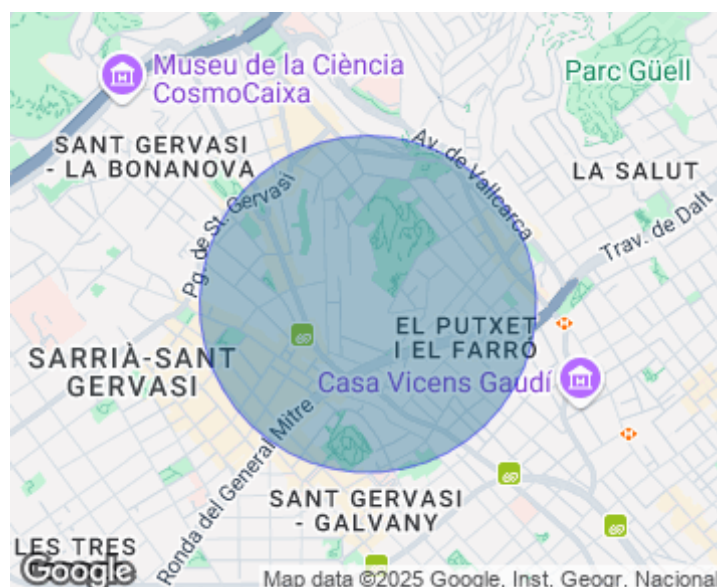 Museu de la Ciència
CosmoCaixa
Parc Güell
SANT GERVASI
- LA BONANOVA
Av. de Vallcarca
LA SALUT
Pg. de St. Gervasi
Trav. de Dalt
EL PUTXET
I EL FARRÓ
SARRIÀ-SANT
GERVASI
Casa Vicens Gaudí
Ronda del General Mitre
SANT GERVASI
- GALVANY
LES TRES
Google
Map data ©2025 Google, Inst. Geogr. Nacional